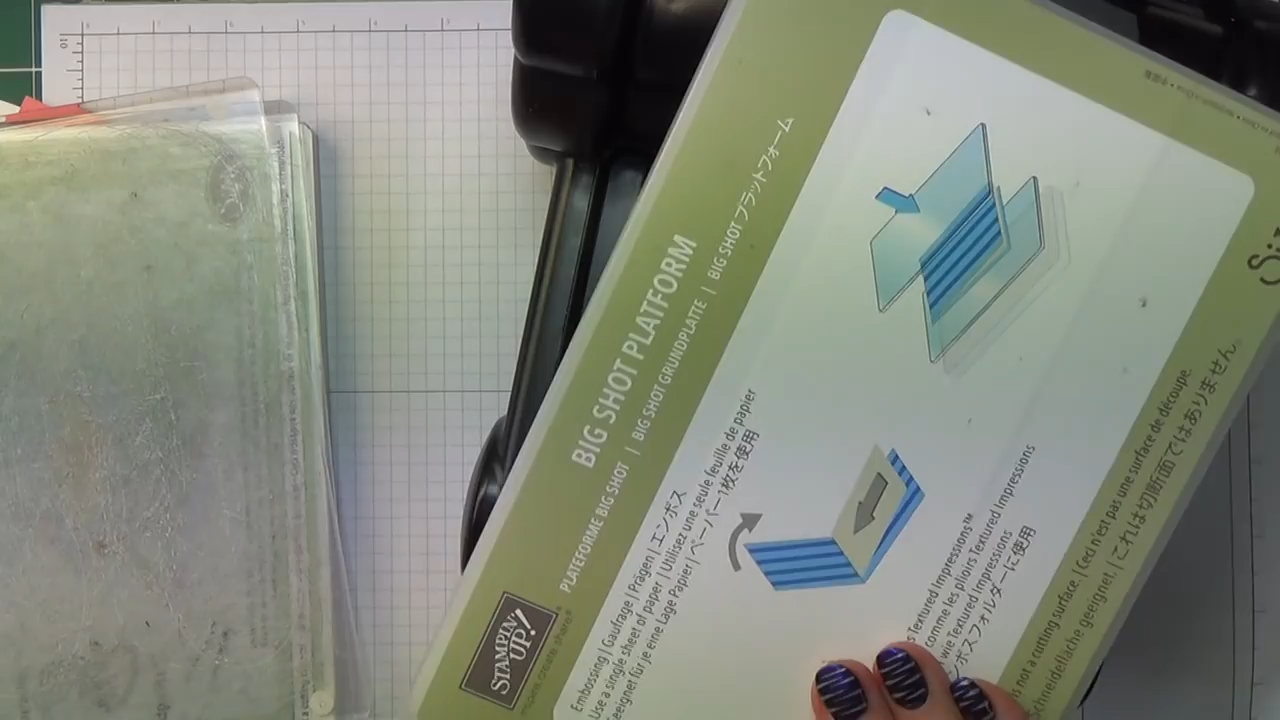 BIG SHOT PLATFORM
PLATEFORME BIG SHOT | BIG SHOT GRUNDPLATTE | BIG SHOT プラットフォーム
STAMPIN' UP!
create share
Embossing | Gaufrage | Prägen | エンボス
Use a single sheet of paper | Utilisez une seule feuille de papier
für je eine Lage Papier | ペーパー1枚を使用
Textured Impressions™
comme les plioirs Textured Impressions
wie Textured Impressions
ボスフォルダーに使用
is not a cutting surface. | Ceci n'est pas une surface de découpe.
Schneidefläche geeignet. | これは切断面ではありません。